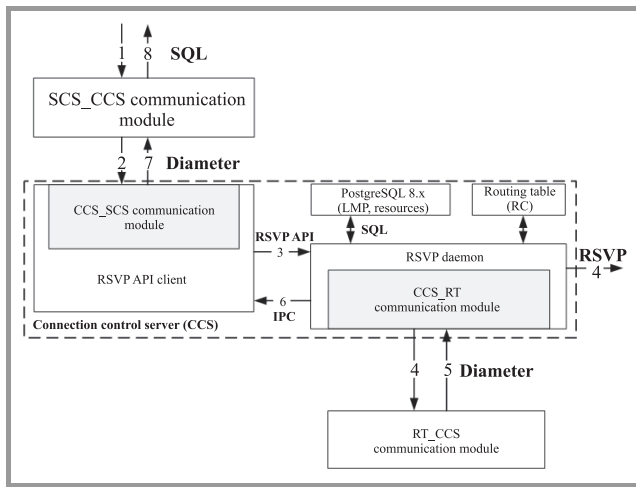 1 8 SQL
SCS_CCS communication
module
2 7 Diameter
CCS_SCS communication
module
RSVP API client
PostgreSQL 8.x
(LMP, resources)
Routing table
(RC)
SQL
RSVP API
3
RSVP daemon
RSVP
4
CCS_RT
communication module
6
IPC
Connection control server (CCS)
4 5 Diameter
RT_CCS
communication module